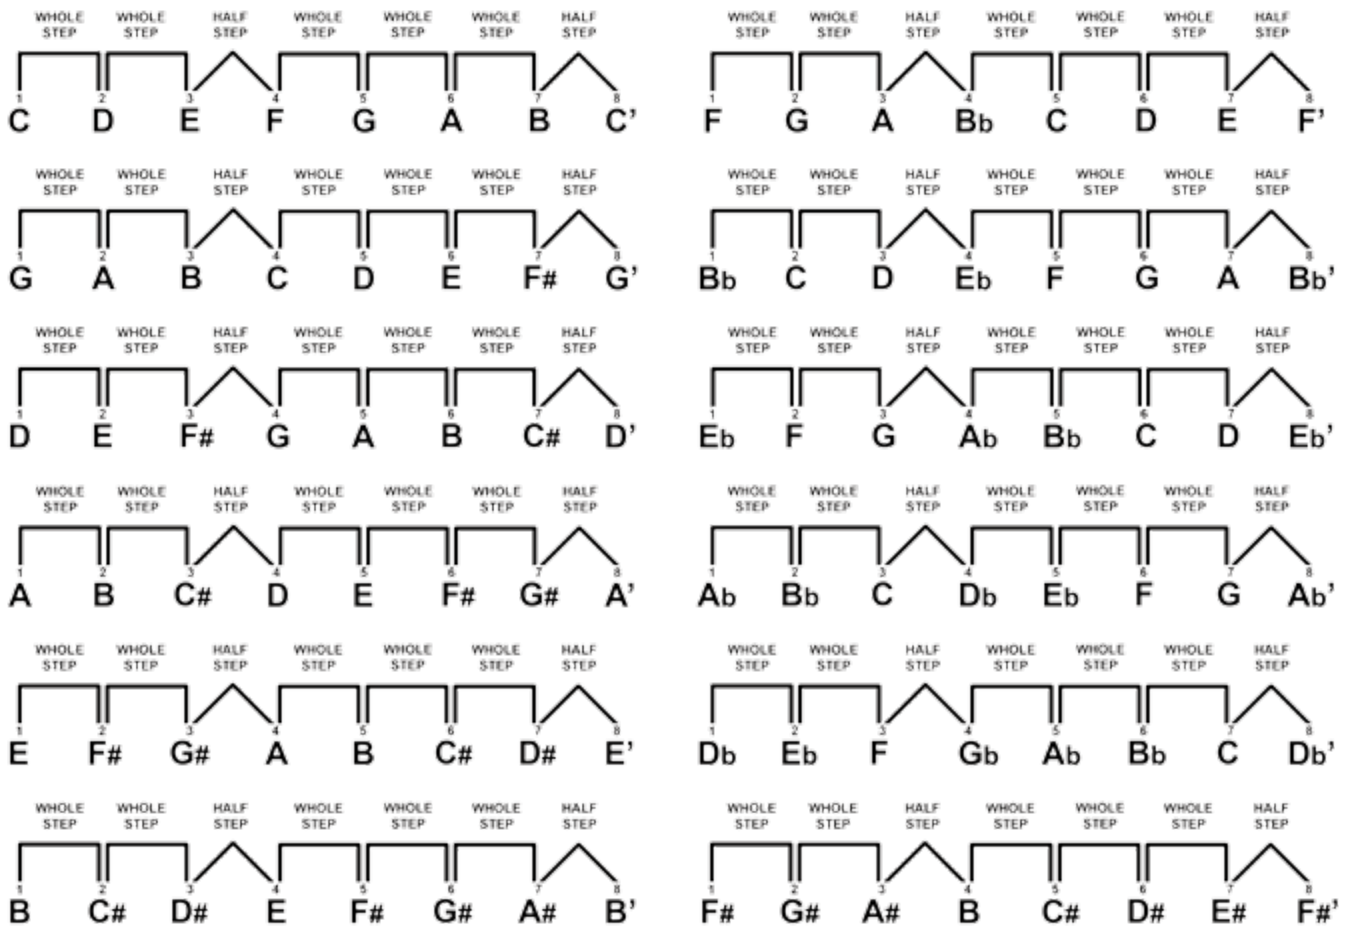 WHOLE STEP WHOLE STEP HALF STEP WHOLE STEP WHOLE STEP WHOLE STEP HALF STEP
1 2 3 4 5 6 7 8
C D E F G A B C’
WHOLE STEP WHOLE STEP HALF STEP WHOLE STEP WHOLE STEP WHOLE STEP HALF STEP
1 2 3 4 5 6 7 8
F G A Bb C D E F’
WHOLE STEP WHOLE STEP HALF STEP WHOLE STEP WHOLE STEP WHOLE STEP HALF STEP
1 2 3 4 5 6 7 8
G A B C D E F# G’
WHOLE STEP WHOLE STEP HALF STEP WHOLE STEP WHOLE STEP WHOLE STEP HALF STEP
1 2 3 4 5 6 7 8
Bb C D Eb F G A Bb’
WHOLE STEP WHOLE STEP HALF STEP WHOLE STEP WHOLE STEP WHOLE STEP HALF STEP
1 2 3 4 5 6 7 8
D E F# G A B C# D’
WHOLE STEP WHOLE STEP HALF STEP WHOLE STEP WHOLE STEP WHOLE STEP HALF STEP
1 2 3 4 5 6 7 8
Eb F G Ab Bb C D Eb’
WHOLE STEP WHOLE STEP HALF STEP WHOLE STEP WHOLE STEP WHOLE STEP HALF STEP
1 2 3 4 5 6 7 8
A B C# D E F# G# A’
WHOLE STEP WHOLE STEP HALF STEP WHOLE STEP WHOLE STEP WHOLE STEP HALF STEP
1 2 3 4 5 6 7 8
Ab Bb C Db Eb F G Ab’
WHOLE STEP WHOLE STEP HALF STEP WHOLE STEP WHOLE STEP WHOLE STEP HALF STEP
1 2 3 4 5 6 7 8
E F# G# A B C# D# E’
WHOLE STEP WHOLE STEP HALF STEP WHOLE STEP WHOLE STEP WHOLE STEP HALF STEP
1 2 3 4 5 6 7 8
Db Eb F Gb Ab Bb C Db’
WHOLE STEP WHOLE STEP HALF STEP WHOLE STEP WHOLE STEP WHOLE STEP HALF STEP
1 2 3 4 5 6 7 8
B C# D# E F# G# A# B’
WHOLE STEP WHOLE STEP HALF STEP WHOLE STEP WHOLE STEP WHOLE STEP HALF STEP
1 2 3 4 5 6 7 8
F# G# A# B C# D# E# F#’